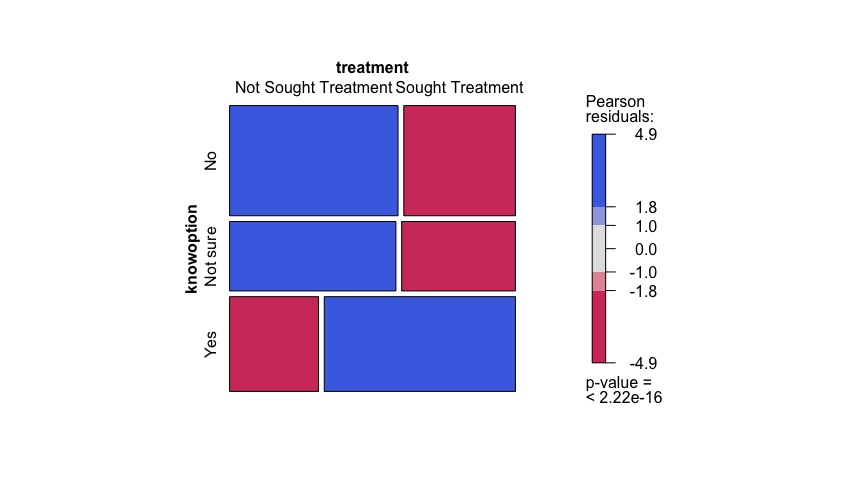 treatment
Not Sought Treatment Sought Treatment
knowoption
No
Not sure
Yes
Pearson
residuals:
4.9
1.8
1.0
0.0
-1.0
-1.8
-4.9
p-value =
< 2.22e-16